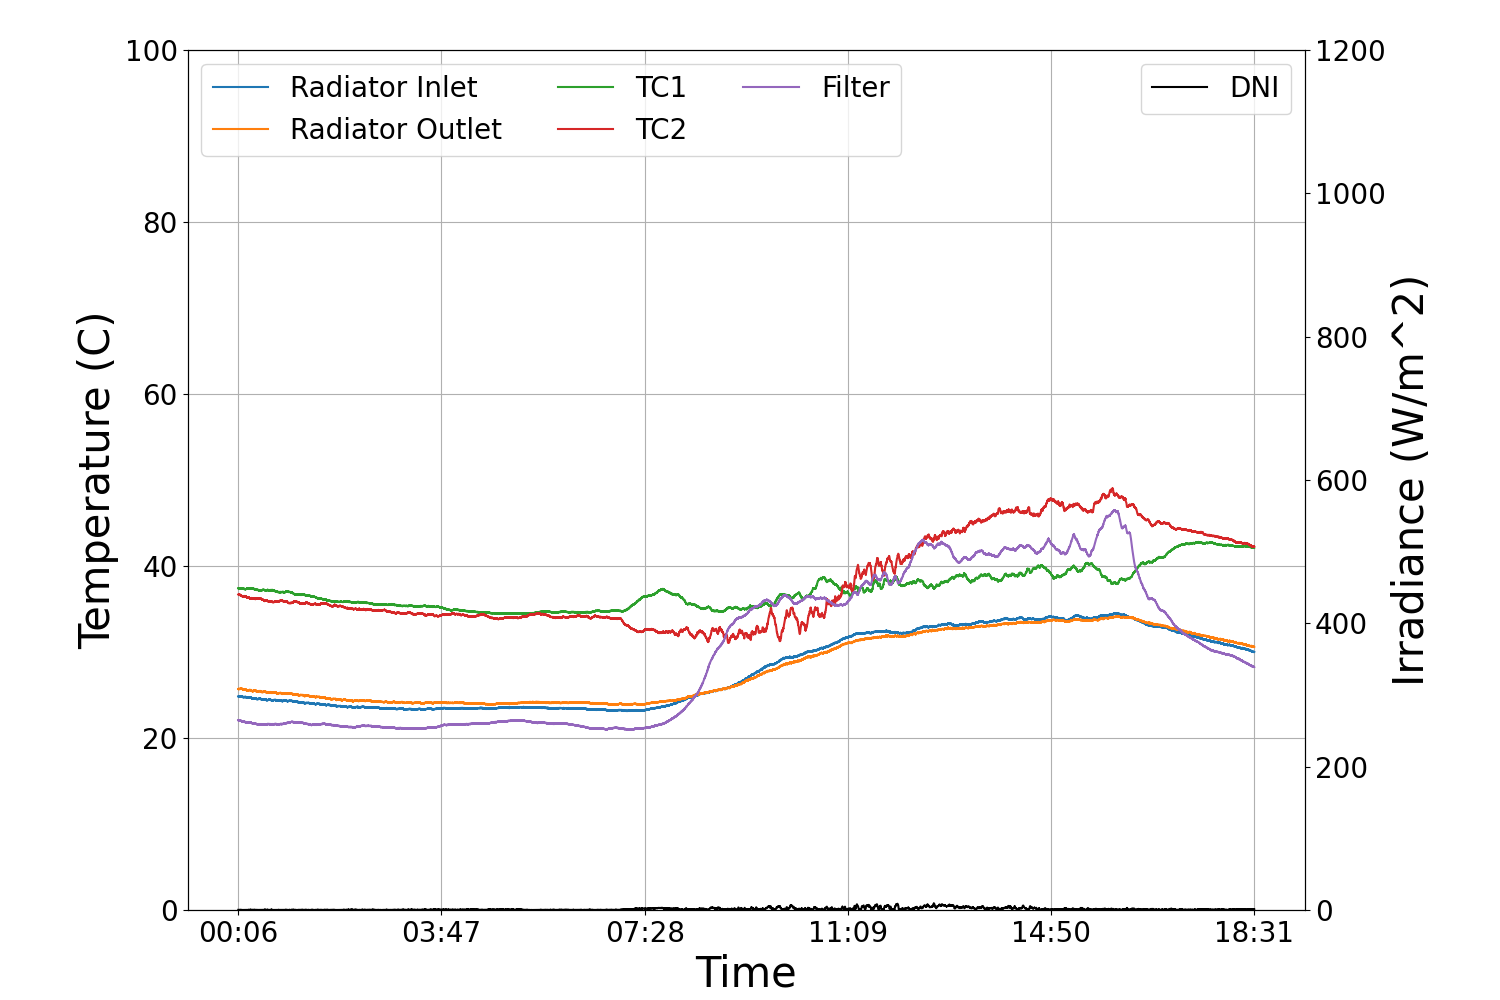 Radiator Inlet
Radiator Outlet
TC1
TC2
Filter
DNI
Temperature (C)
100
80
60
40
20
0
Irradiance (W/m^2)
1200
1000
800
600
400
200
0
00:06 03:47 07:28 11:09 14:50 18:31
Time